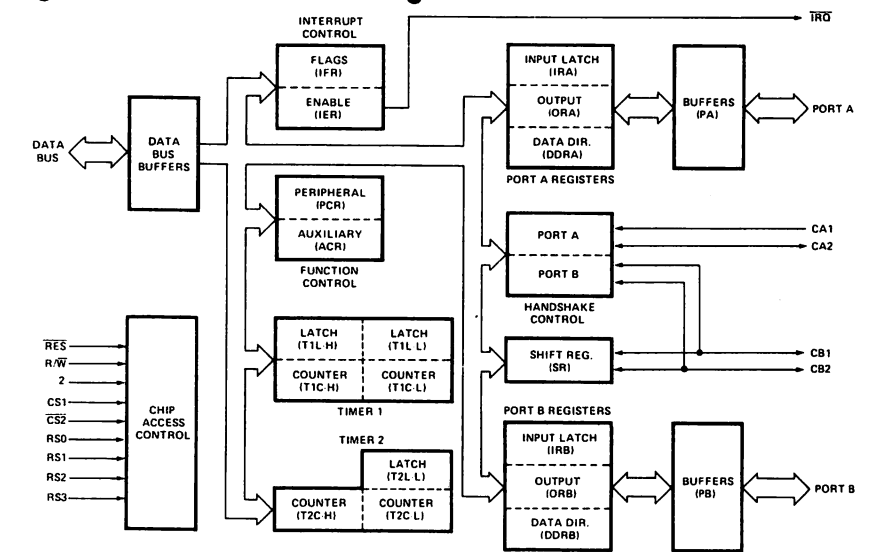 INTERRUPT
CONTROL
FLAGS
(IFR)
ENABLE
(IER)
IRQ
INPUT LATCH
(IRA)
OUTPUT
(ORA)
DATA DIR.
(DDRA)
PORT A REGISTERS
BUFFERS
(PA)
PORT A
DATA
BUS
DATA
BUS
BUFFERS
PERIPHERAL
(PCR)
AUXILIARY
(ACR)
FUNCTION
CONTROL
PORT A
PORT B
HANDSHAKE
CONTROL
CA1
CA2
LATCH
(T1L-H)
LATCH
(T1L-L)
COUNTER
(T1C-H)
COUNTER
(T1C-L)
TIMER 1
SHIFT REG.
(SR)
CB1
CB2
RES
R/W
2
CS1
CS2
RS0
RS1
RS2
RS3
CHIP
ACCESS
CONTROL
TIMER 2
LATCH
(T2L-L)
COUNTER
(T2C-H)
COUNTER
(T2C-L)
PORT B REGISTERS
INPUT LATCH
(IRB)
OUTPUT
(ORB)
DATA DIR.
(DDRB)
BUFFERS
(PB)
PORT B